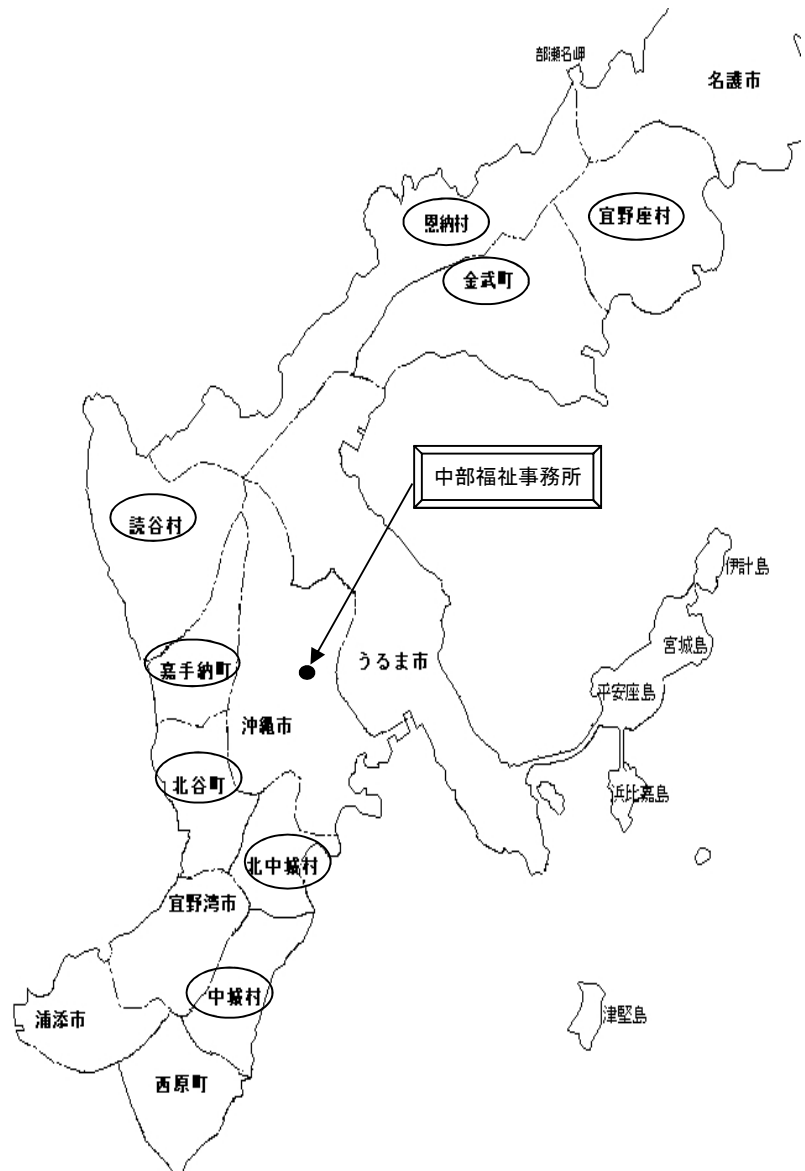 部瀬名岬
名護市
恩納村
宜野座村
金武町
中部福祉事務所
読谷村
伊計島
宮城島
嘉手納町
うるま市
平安座島
沖縄市
北谷町
浜比嘉島
北中城村
宜野湾市
中城村
浦添市
津堅島
西原町